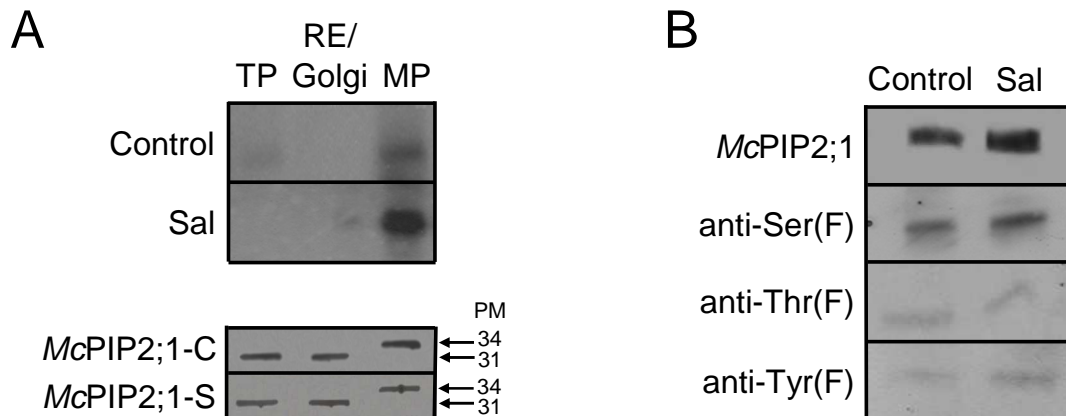 A
RE/
TP Golgi MP
Control
Sal
PM
McPIP2;1-C
34
31
McPIP2;1-S
34
31
B
Control Sal
McPIP2;1
anti-Ser(F)
anti-Thr(F)
anti-Tyr(F)